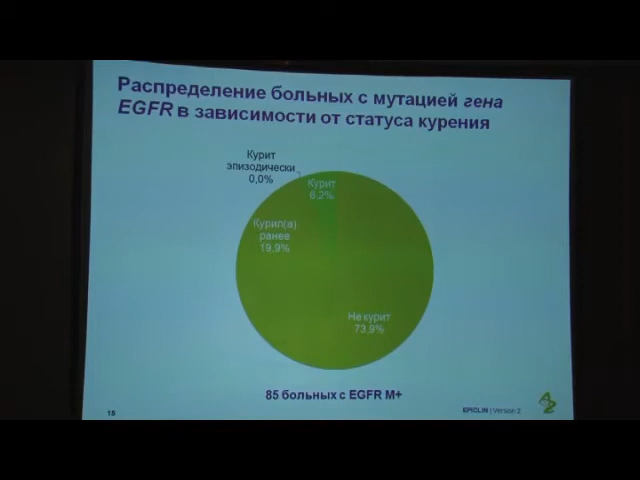 Распределение больных с мутацией гена
EGFR в зависимости от статуса курения
Курит
эпизодически
0,0%
Курит
6,2%
Курил(а)
ранее
19,9%
Не курит
73,9%
85 больных с EGFR M+
15
EPICLIN | Version 2